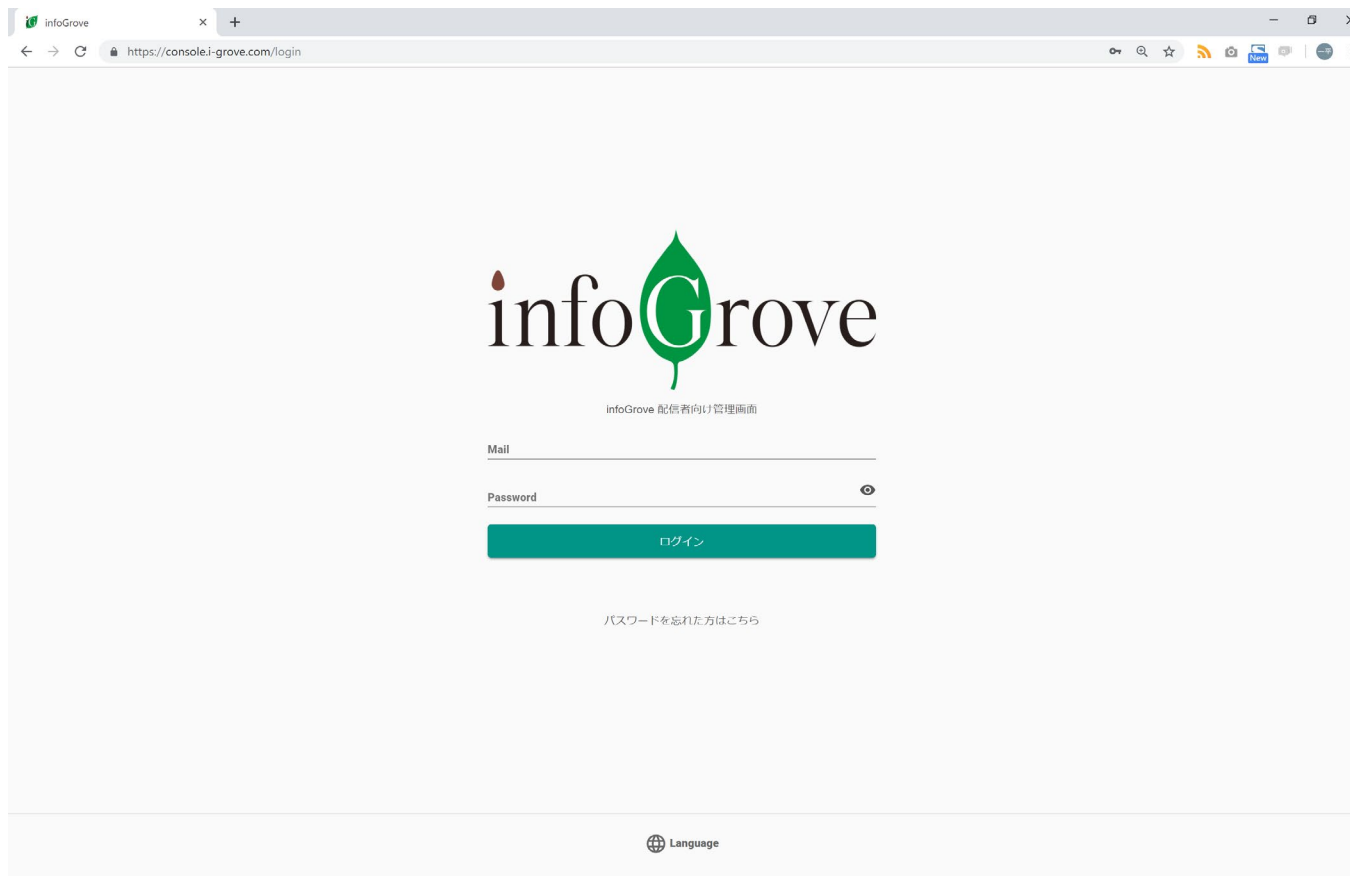 infoGrove
https://console.i-grove.com/login
New
infoGrove
infoGrove 配信者向け管理画面
Mail
Password
ログイン
パスワードを忘れた方はこちら
Language